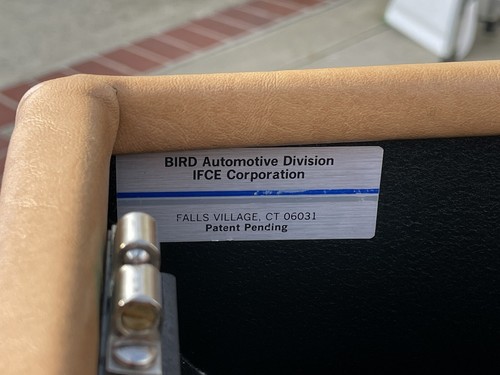 BIRD Automotive Division
IFCE Corporation
FALLS VILLAGE, CT 06031
Patent Pending